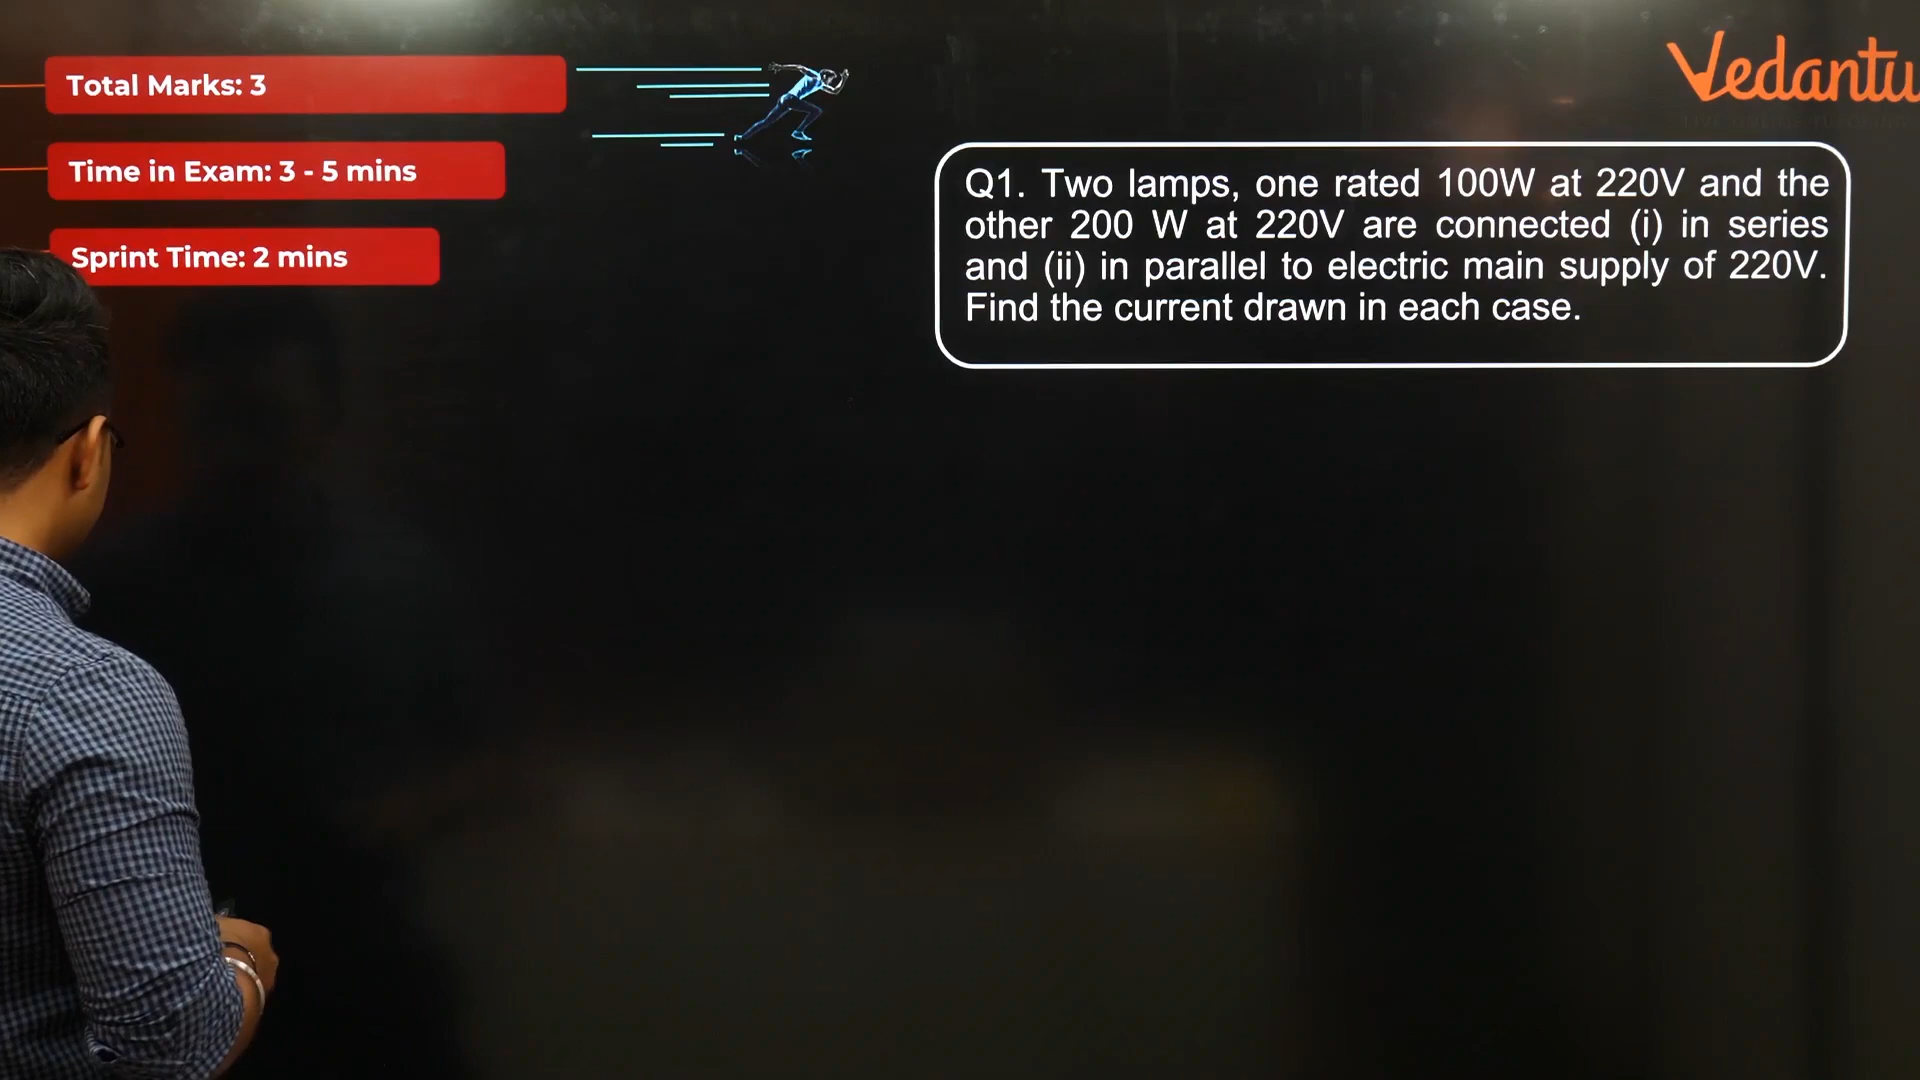 Total Marks: 3
Time in Exam: 3 - 5 mins
Sprint Time: 2 mins
Vedantu
Q1. Two lamps, one rated 100W at 220V and the
other 200 W at 220V are connected (i) in series
and (ii) in parallel to electric main supply of 220V.
Find the current drawn in each case.